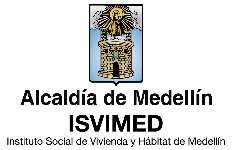 Alcaldía de Medellín
ISVIMED
Instituto Social de Vivienda y Hábitat de Medellín